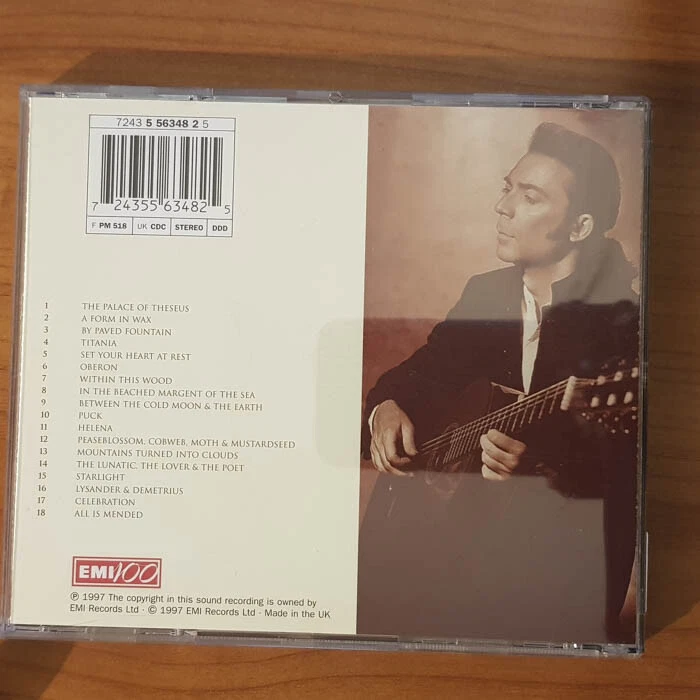 7243 5 56348 2 5
7 24355 63482 5
F PM 518 UK CDC STEREO DDD
1 THE PALACE OF THESEUS
2 A FORM IN WAX
3 BY PAVED FOUNTAIN
4 TITANIA
5 SET YOUR HEART AT REST
6 OBERON
7 WITHIN THIS WOOD
8 IN THE BEACHED MARGENT OF THE SEA
9 BETWEEN THE COLD MOON & THE EARTH
10 PUCK
11 HELENA
12 PEASEBLOSSOM, COBWEB, MOTH & MUSTARDSEED
13 MOUNTAINS TURNED INTO CLOUDS
14 THE LUNATIC, THE LOVER & THE POET
15 STARLIGHT
16 LYSANDER & DEMETRIUS
17 CELEBRATION
18 ALL IS MENDED
EMI 100
℗ 1997 The copyright in this sound recording is owned by
EMI Records Ltd · © 1997 EMI Records Ltd · Made in the UK